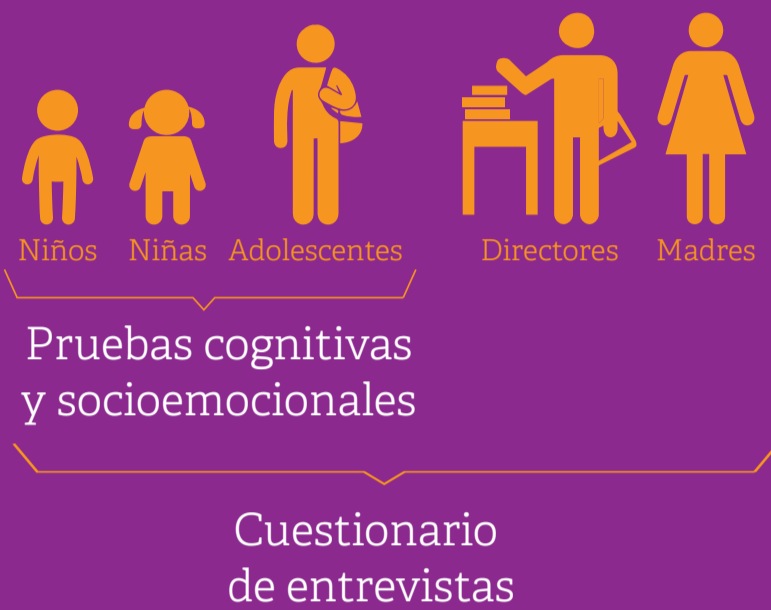 Niños Niñas Adolescentes Directores Madres
Pruebas cognitivas
y socioemocionales
Cuestionario
de entrevistas